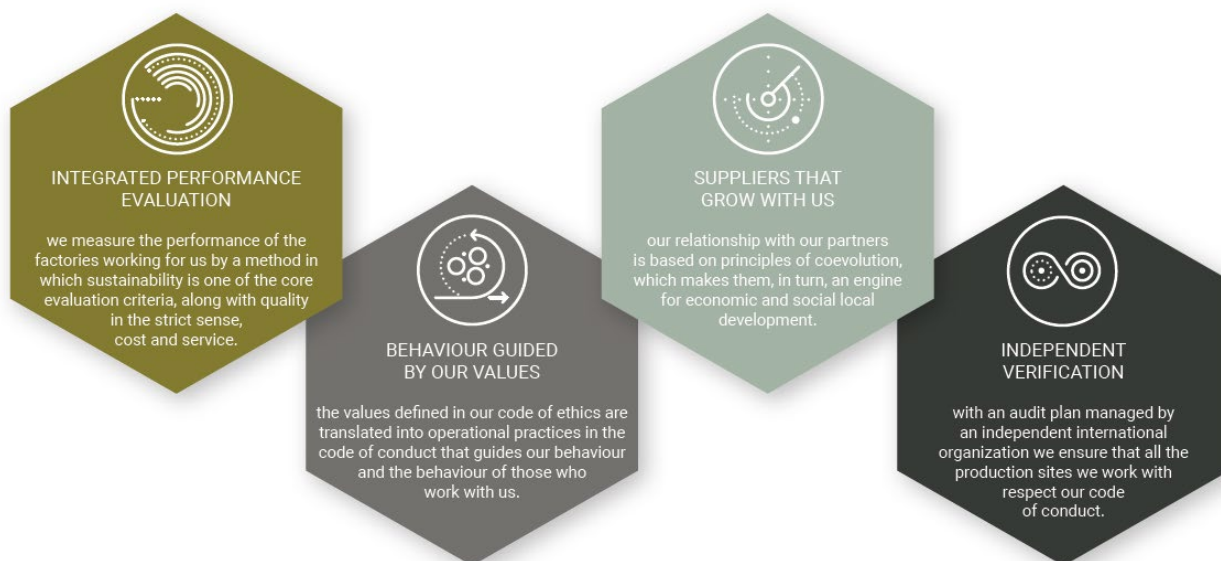 INTEGRATED PERFORMANCE
EVALUATION
we measure the performance of the
factories working for us by a method in
which sustainability is one of the core
evaluation criteria, along with quality
in the strict sense,
cost and service.
BEHAVIOUR GUIDED
BY OUR VALUES
the values defined in our code of ethics are
translated into operational practices in the
code of conduct that guides our behaviour
and the behaviour of those who
work with us.
SUPPLIERS THAT
GROW WITH US
our relationship with our partners
is based on principles of coevolution,
which makes them, in turn, an engine
for economic and social local
development.
INDEPENDENT
VERIFICATION
with an audit plan managed by
an independent international
organization we ensure that all the
production sites we work with
respect our code
of conduct.